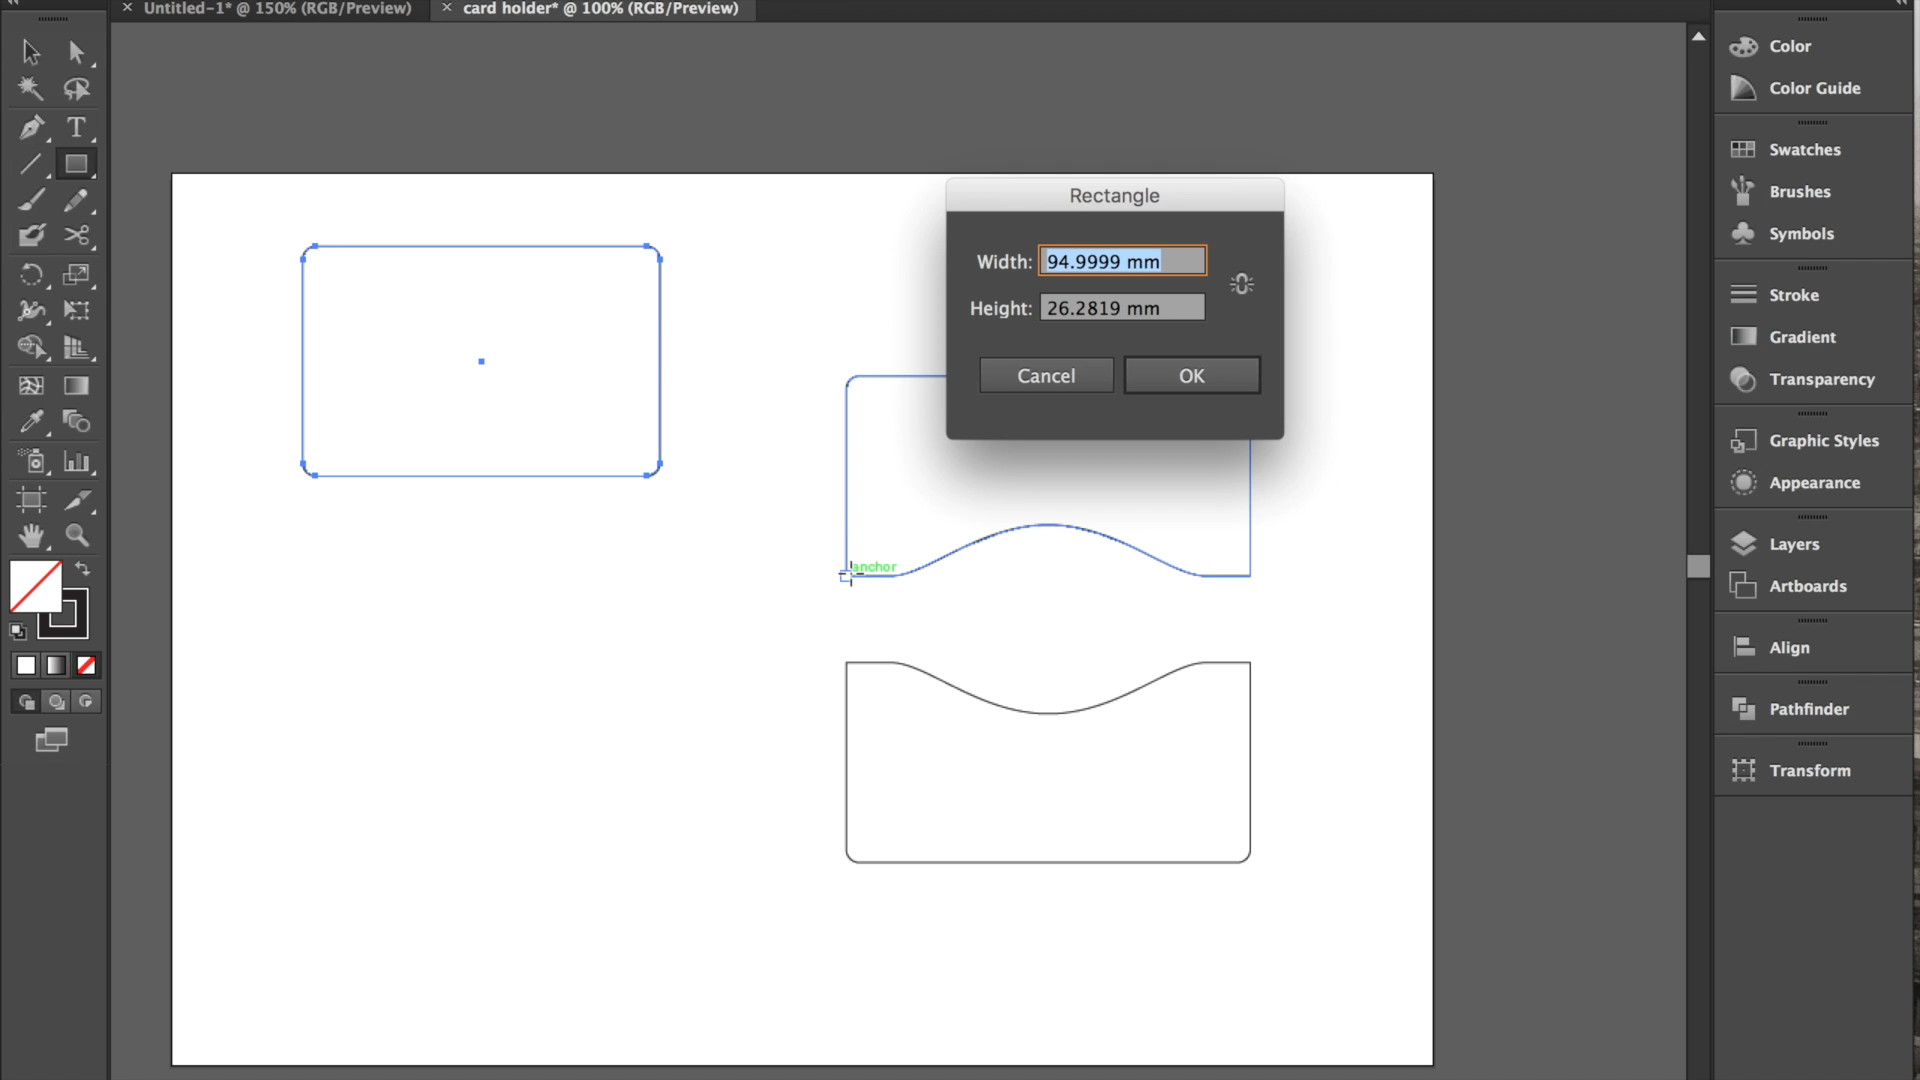 × Untitled-1* @ 150% (RGB/Preview)
× card holder* @ 100% (RGB/Preview)
T
Rectangle
Width: 94.9999 mm
Height: 26.2819 mm
Cancel
OK
anchor
Color
Color Guide
Swatches
Brushes
Symbols
Stroke
Gradient
Transparency
Graphic Styles
Appearance
Layers
Artboards
Align
Pathfinder
Transform